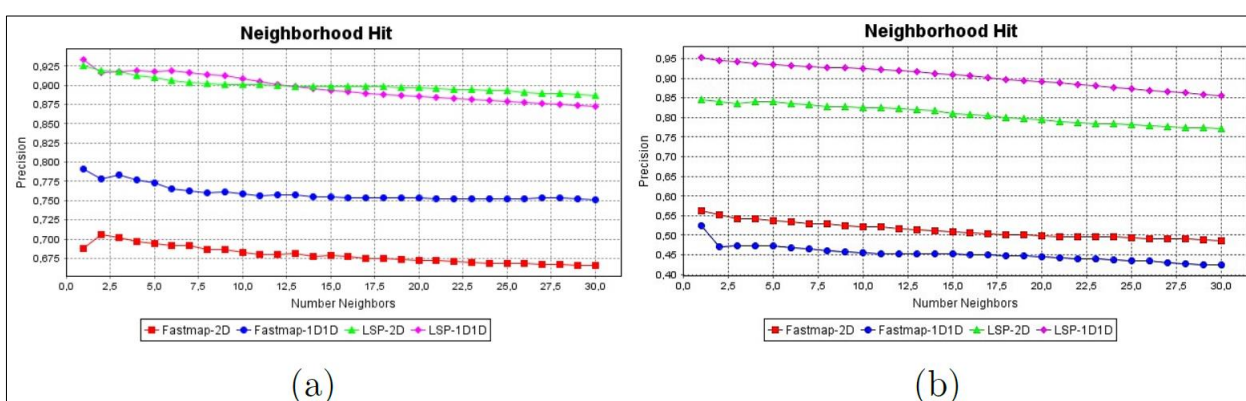 Neighborhood Hit
0,925
0,900
0,875
0,850
0,825
0,800
0,775
0,750
0,725
0,700
0,675
Precision
0,0 2,5 5,0 7,5 10,0 12,5 15,0 17,5 20,0 22,5 25,0 27,5 30,0
Number Neighbors
Fastmap-2D Fastmap-1D1D LSP-2D LSP-1D1D
(a)
Neighborhood Hit
0,95
0,90
0,85
0,80
0,75
0,70
0,65
0,60
0,55
0,50
0,45
0,40
Precision
0,0 2,5 5,0 7,5 10,0 12,5 15,0 17,5 20,0 22,5 25,0 27,5 30,0
Number Neighbors
Fastmap-2D Fastmap-1D1D LSP-2D LSP-1D1D
(b)